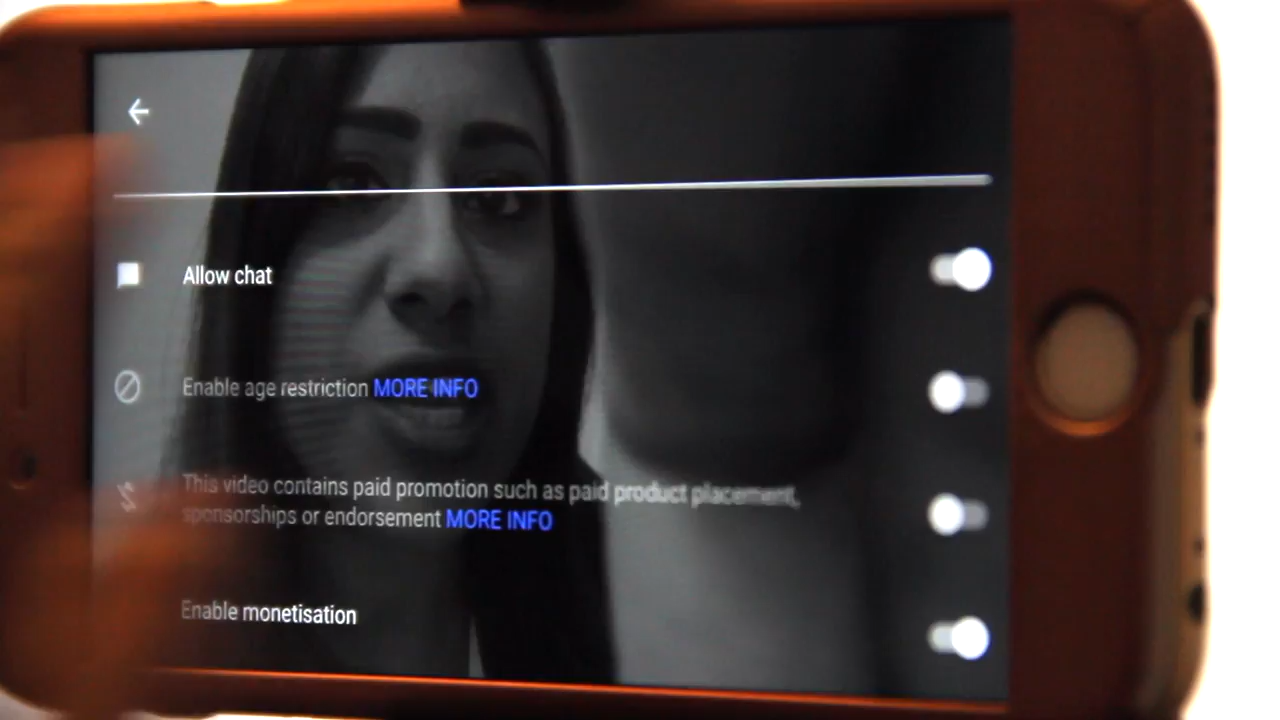 Allow chat
Enable age restriction MORE INFO
This video contains paid promotion such as paid product placement,
sponsorships or endorsement MORE INFO
Enable monetisation